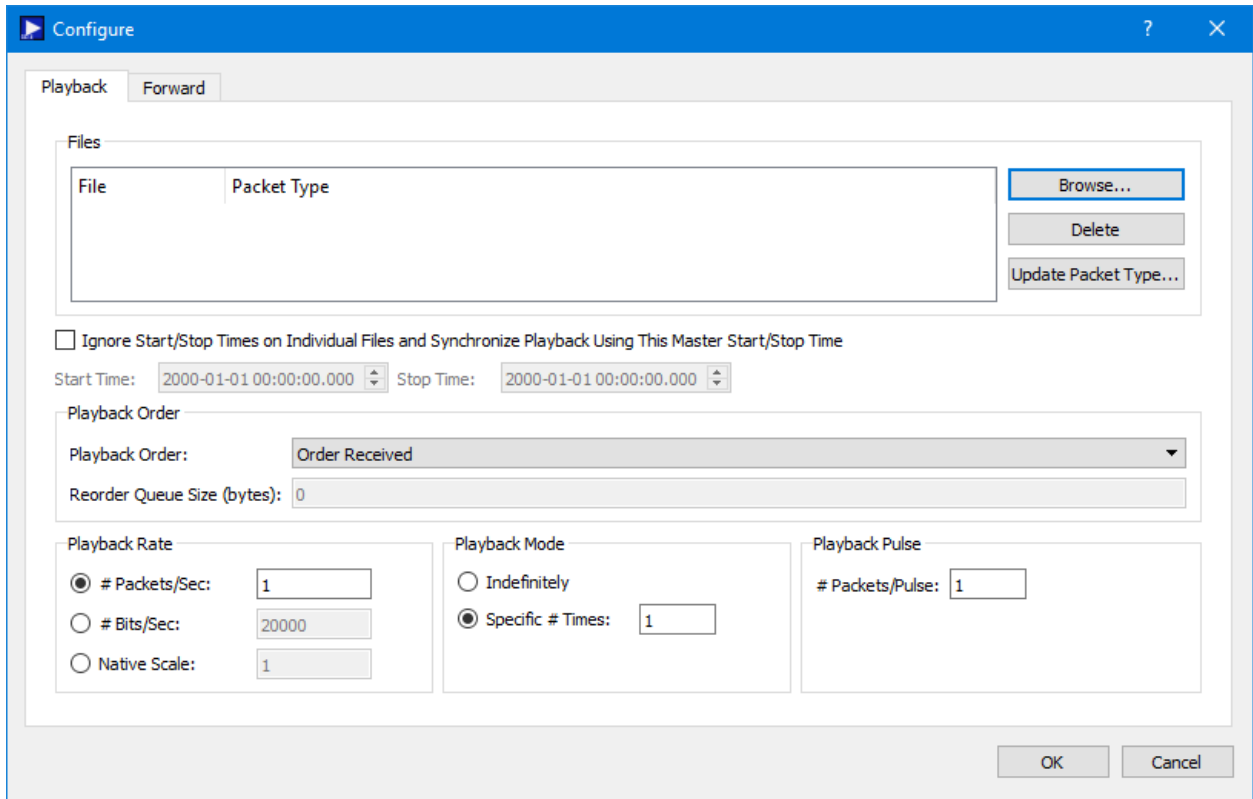 Configure
Playback Forward
Files
File Packet Type
Browse...
Delete
Update Packet Type...
Ignore Start/Stop Times on Individual Files and Synchronize Playback Using This Master Start/Stop Time
Start Time: 2000-01-01 00:00:00.000 Stop Time: 2000-01-01 00:00:00.000
Playback Order
Playback Order: Order Received
Reorder Queue Size (bytes): 0
Playback Rate
# Packets/Sec: 1
# Bits/Sec: 20000
Native Scale: 1
Playback Mode
Indefinitely
Specific # Times: 1
Playback Pulse
# Packets/Pulse: 1
OK Cancel